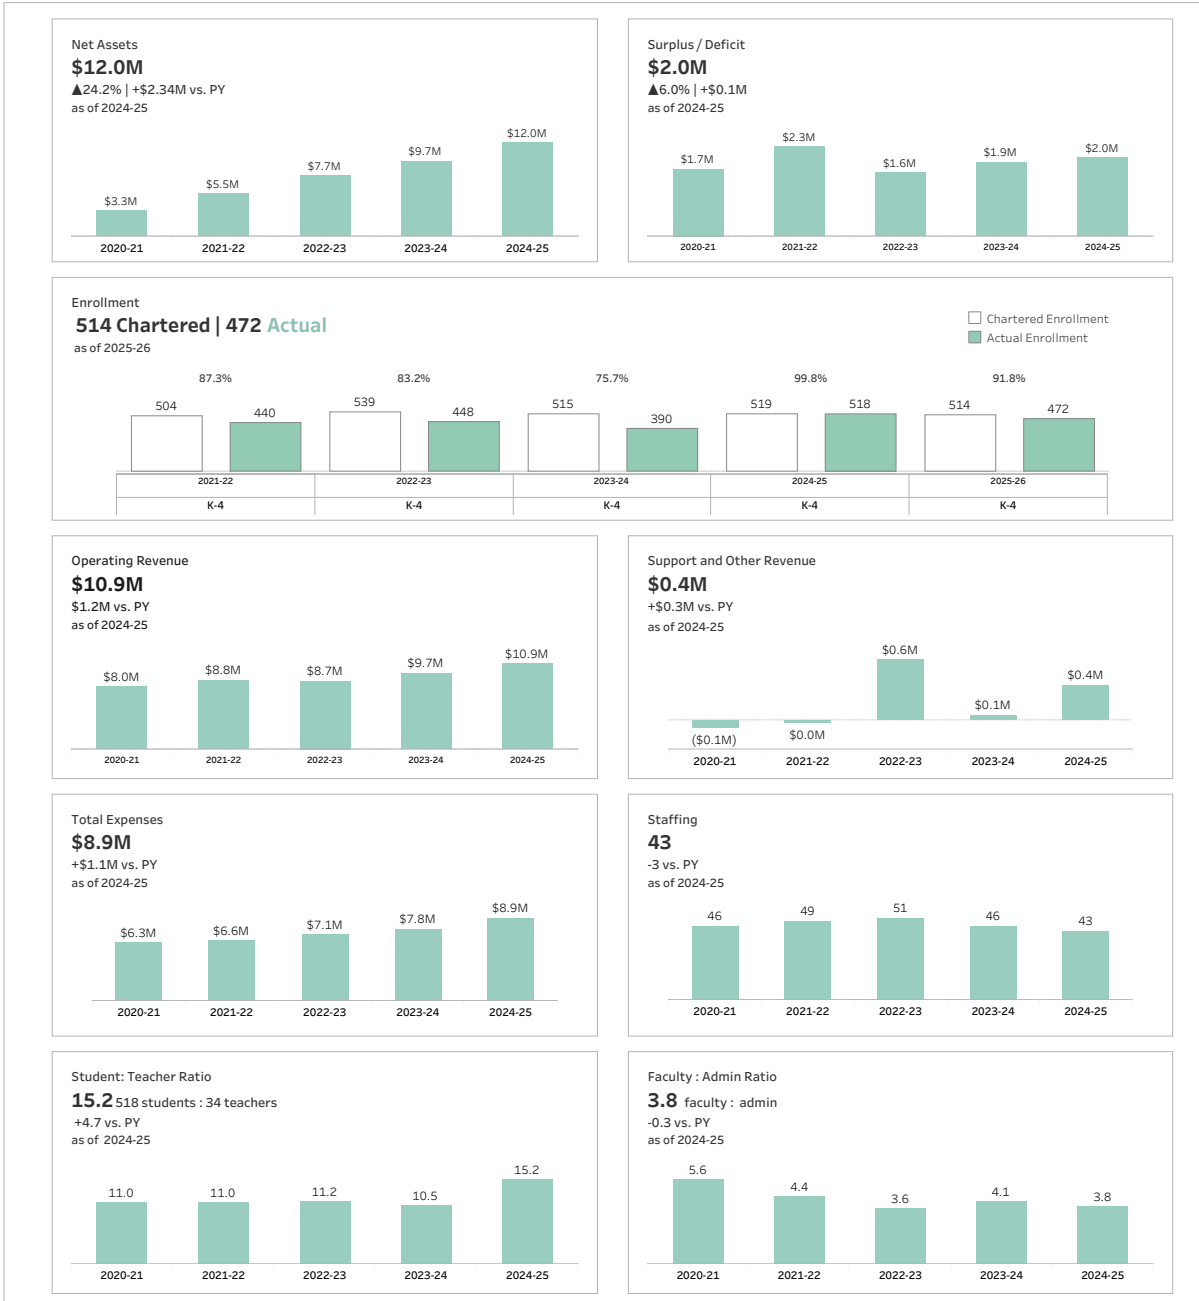 Net Assets
$12.0M
▲24.2% | +$2.34M vs. PY
as of 2024-25
$3.3M $5.5M $7.7M $9.7M $12.0M
2020-21 2021-22 2022-23 2023-24 2024-25
Surplus / Deficit
$2.0M
▲6.0% | +$0.1M
as of 2024-25
$1.7M $2.3M $1.6M $1.9M $2.0M
2020-21 2021-22 2022-23 2023-24 2024-25
Enrollment
514 Chartered | 472 Actual
as of 2025-26
Chartered Enrollment
Actual Enrollment
87.3% 83.2% 75.7% 99.8% 91.8%
504 440 539 448 515 390 519 518 514 472
2021-22 2022-23 2023-24 2024-25 2025-26
K-4 K-4 K-4 K-4 K-4
Operating Revenue
$10.9M
$1.2M vs. PY
as of 2024-25
$8.0M $8.8M $8.7M $9.7M $10.9M
2020-21 2021-22 2022-23 2023-24 2024-25
Support and Other Revenue
$0.4M
+$0.3M vs. PY
as of 2024-25
($0.1M) $0.0M $0.6M $0.1M $0.4M
2020-21 2021-22 2022-23 2023-24 2024-25
Total Expenses
$8.9M
+$1.1M vs. PY
as of 2024-25
$6.3M $6.6M $7.1M $7.8M $8.9M
2020-21 2021-22 2022-23 2023-24 2024-25
Staffing
43
-3 vs. PY
as of 2024-25
46 49 51 46 43
2020-21 2021-22 2022-23 2023-24 2024-25
Student: Teacher Ratio
15.2 518 students : 34 teachers
+4.7 vs. PY
as of 2024-25
11.0 11.0 11.2 10.5 15.2
2020-21 2021-22 2022-23 2023-24 2024-25
Faculty : Admin Ratio
3.8 faculty : admin
-0.3 vs. PY
as of 2024-25
5.6 4.4 3.6 4.1 3.8
2020-21 2021-22 2022-23 2023-24 2024-25